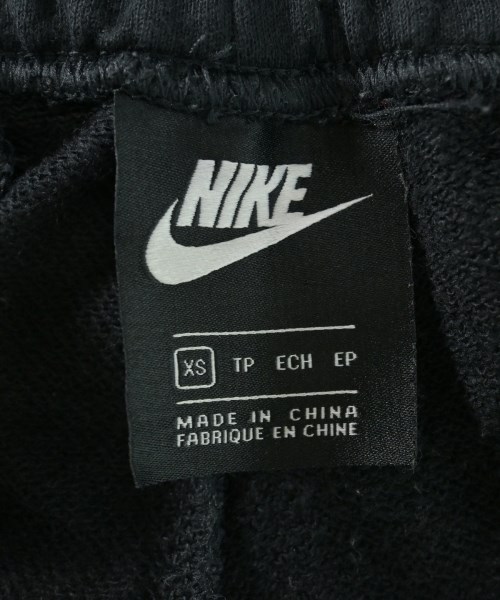 NIKE
XS TP ECH EP
MADE IN CHINA
FABRIQUE EN CHINE